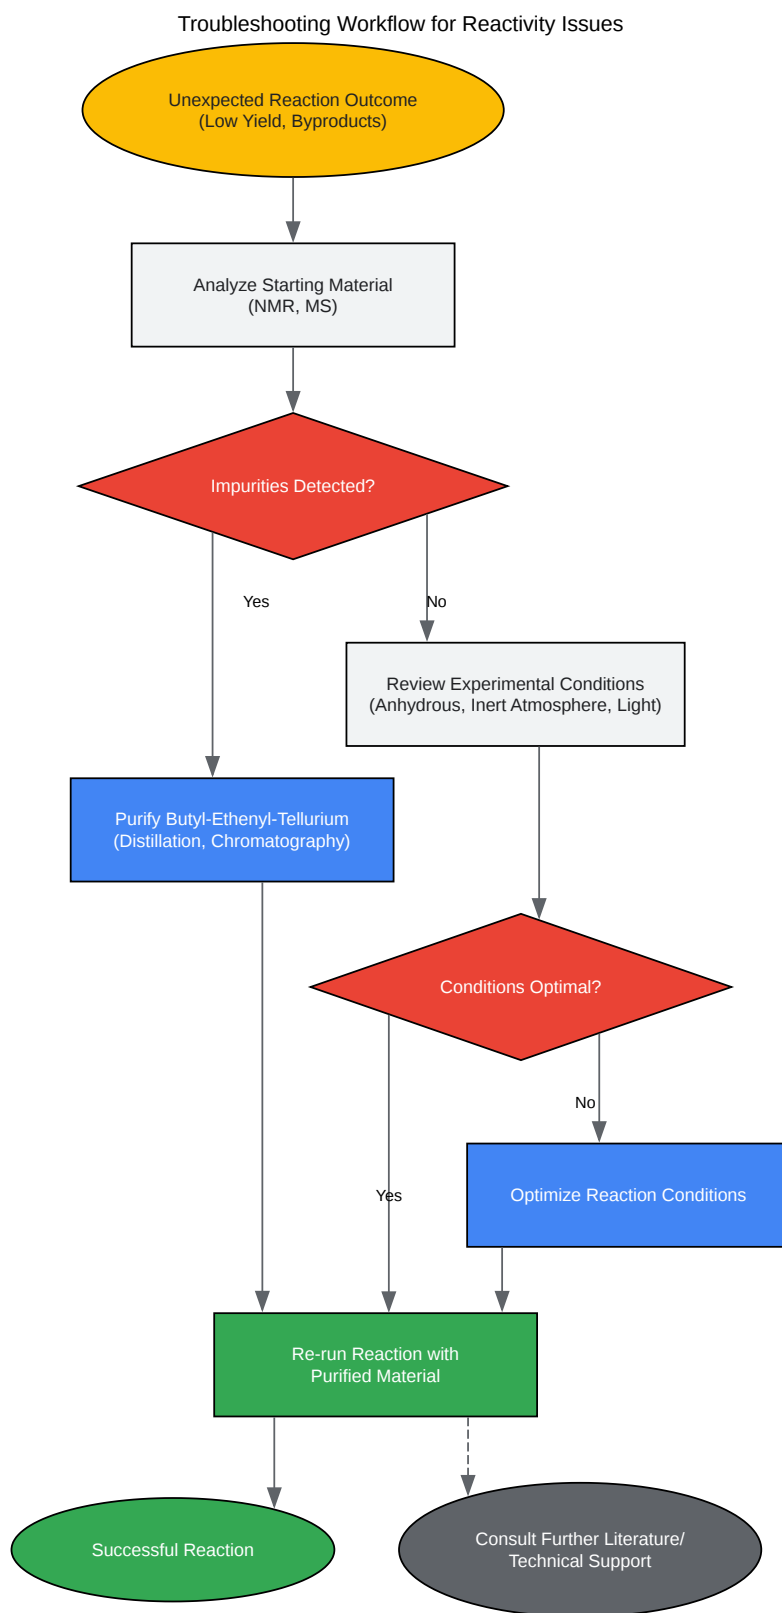 Troubleshooting Workflow for Reactivity Issues
Unexpected Reaction Outcome
(Low Yield, Byproducts)
Analyze Starting Material
(NMR, MS)
Impurities Detected?
Yes
No
Review Experimental Conditions
(Anhydrous, Inert Atmosphere, Light)
Purify Butyl-Ethenyl-Tellurium
(Distillation, Chromatography)
Conditions Optimal?
No
Yes
Optimize Reaction Conditions
Re-run Reaction with
Purified Material
Successful Reaction
Consult Further Literature/
Technical Support